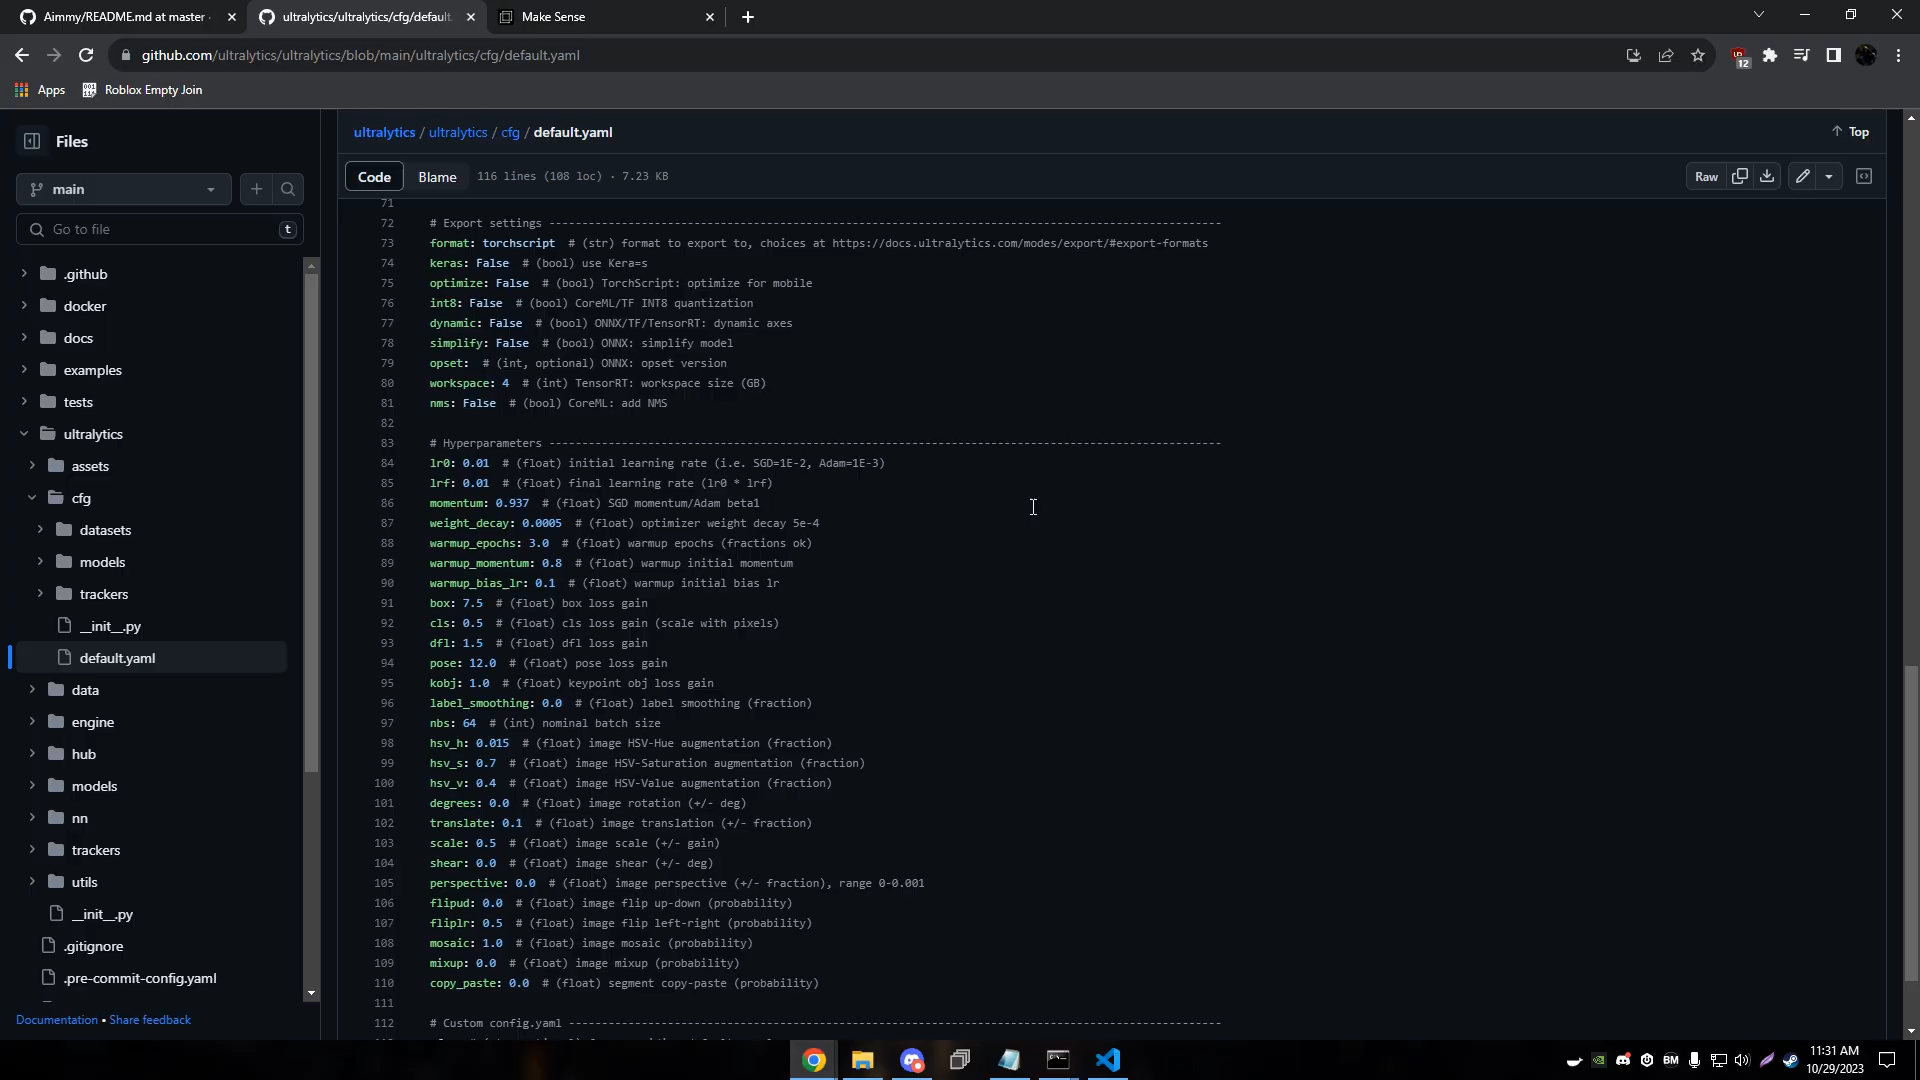 Aimmy/README.md at master
ultralytics/ultralytics/cfg/default.
Make Sense
github.com/ultralytics/ultralytics/blob/main/ultralytics/cfg/default.yaml
12
Apps
Roblox Empty Join
Files
main
Go to file
t
.github
docker
docs
examples
tests
ultralytics
assets
cfg
datasets
models
trackers
__init__.py
default.yaml
data
engine
hub
models
nn
trackers
utils
__init__.py
.gitignore
.pre-commit-config.yaml
Documentation • Share feedback
ultralytics / ultralytics / cfg / default.yaml
Top
Code
Blame
116 lines (108 loc) · 7.23 KB
Raw
71
72 # Export settings ------------------------------------------------------------------------------------------------------
73 format: torchscript  # (str) format to export to, choices at https://docs.ultralytics.com/modes/export/#export-formats
74 keras: False  # (bool) use Kera=s
75 optimize: False  # (bool) TorchScript: optimize for mobile
76 int8: False  # (bool) CoreML/TF INT8 quantization
77 dynamic: False  # (bool) ONNX/TF/TensorRT: dynamic axes
78 simplify: False  # (bool) ONNX: simplify model
79 opset:  # (int, optional) ONNX: opset version
80 workspace: 4  # (int) TensorRT: workspace size (GB)
81 nms: False  # (bool) CoreML: add NMS
82
83 # Hyperparameters ------------------------------------------------------------------------------------------------------
84 lr0: 0.01  # (float) initial learning rate (i.e. SGD=1E-2, Adam=1E-3)
85 lrf: 0.01  # (float) final learning rate (lr0 * lrf)
86 momentum: 0.937  # (float) SGD momentum/Adam beta1
87 weight_decay: 0.0005  # (float) optimizer weight decay 5e-4
88 warmup_epochs: 3.0  # (float) warmup epochs (fractions ok)
89 warmup_momentum: 0.8  # (float) warmup initial momentum
90 warmup_bias_lr: 0.1  # (float) warmup initial bias lr
91 box: 7.5  # (float) box loss gain
92 cls: 0.5  # (float) cls loss gain (scale with pixels)
93 dfl: 1.5  # (float) dfl loss gain
94 pose: 12.0  # (float) pose loss gain
95 kobj: 1.0  # (float) keypoint obj loss gain
96 label_smoothing: 0.0  # (float) label smoothing (fraction)
97 nbs: 64  # (int) nominal batch size
98 hsv_h: 0.015  # (float) image HSV-Hue augmentation (fraction)
99 hsv_s: 0.7  # (float) image HSV-Saturation augmentation (fraction)
100 hsv_v: 0.4  # (float) image HSV-Value augmentation (fraction)
101 degrees: 0.0  # (float) image rotation (+/- deg)
102 translate: 0.1  # (float) image translation (+/- fraction)
103 scale: 0.5  # (float) image scale (+/- gain)
104 shear: 0.0  # (float) image shear (+/- deg)
105 perspective: 0.0  # (float) image perspective (+/- fraction), range 0-0.001
106 flipud: 0.0  # (float) image flip up-down (probability)
107 fliplr: 0.5  # (float) image flip left-right (probability)
108 mosaic: 1.0  # (float) image mosaic (probability)
109 mixup: 0.0  # (float) image mixup (probability)
110 copy_paste: 0.0  # (float) segment copy-paste (probability)
111
112 # Custom config.yaml ---------------------------------------------------------------------------------------------------
BM
11:31 AM
10/29/2023